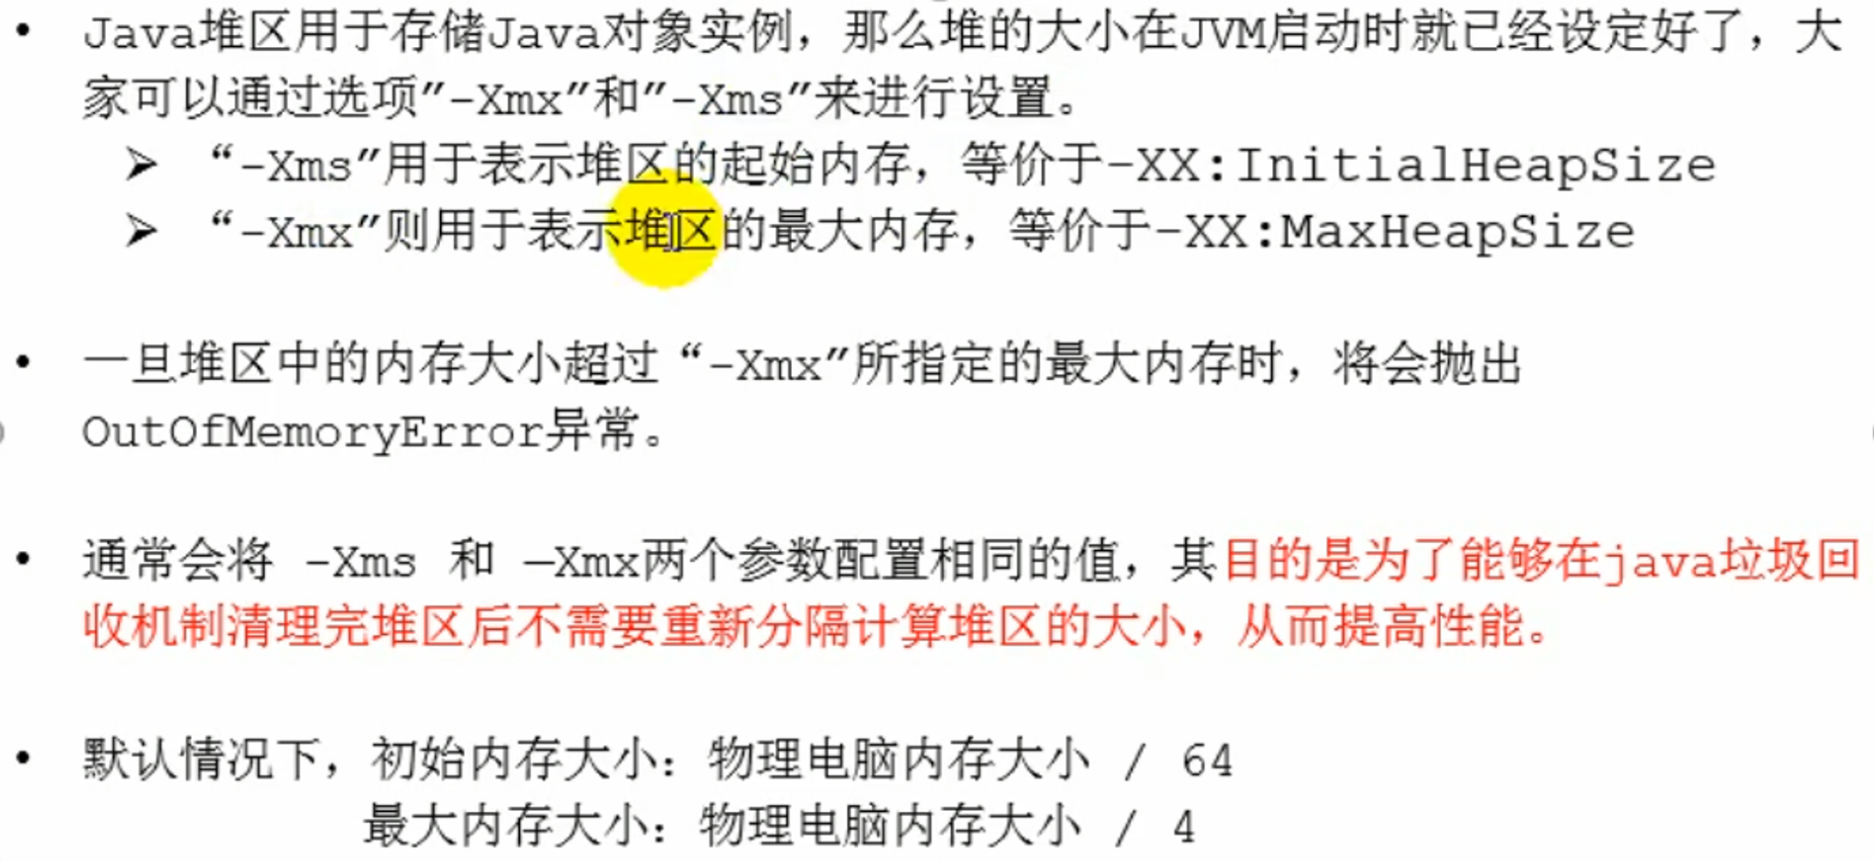 • Java堆区用于存储Java对象实例，那么堆的大小在JVM启动时就已经设定好了，大
家可以通过选项"-Xmx"和"-Xms"来进行设置。
➢ “-Xms"用于表示堆区的起始内存，等价于-XX:InitialHeapSize
➢ “-Xmx"则用于表示堆区的最大内存，等价于-XX:MaxHeapSize
• 一旦堆区中的内存大小超过“-Xmx"所指定的最大内存时，将会抛出
OutOfMemoryError异常。
• 通常会将 -Xms 和 –Xmx两个参数配置相同的值，其目的是为了能够在java垃圾回
收机制清理完堆区后不需要重新分隔计算堆区的大小，从而提高性能。
• 默认情况下，初始内存大小：物理电脑内存大小 / 64
最大内存大小：物理电脑内存大小 / 4